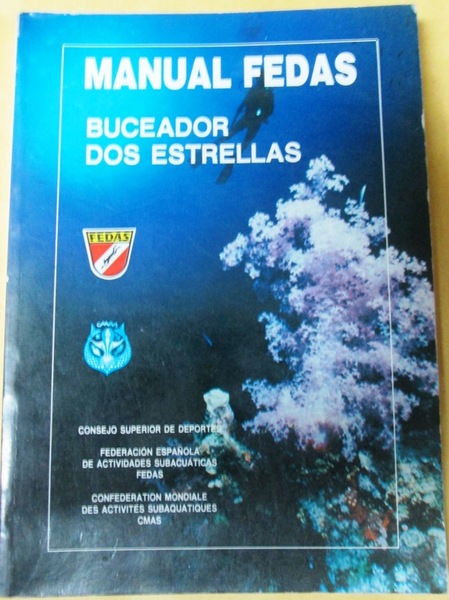 MANUAL FEDAS
BUCEADOR
DOS ESTRELLAS
FEDAS
CMAS
CONSEJO SUPERIOR DE DEPORTES
FEDERACIÓN ESPAÑOLA
DE ACTIVIDADES SUBACUÁTICAS
FEDAS
CONFEDERATION MONDIALE
DES ACTIVITÉS SUBAQUATIQUES
CMAS